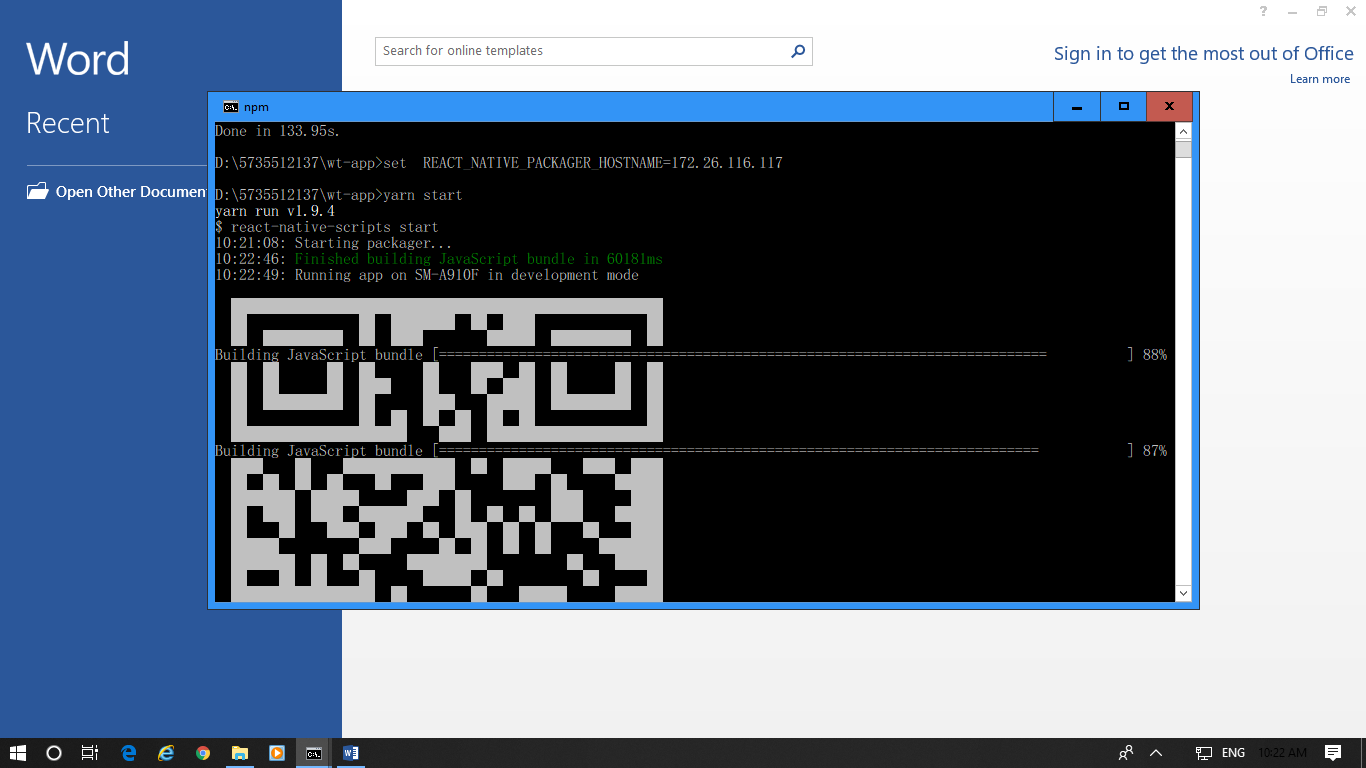 Word
Search for online templates
Sign in to get the most out of Office
Learn more
Recent
Open Other Documen
npm
Done in 133.95s.
D:\5735512137\wt-app>set  REACT_NATIVE_PACKAGER_HOSTNAME=172.26.116.117
D:\5735512137\wt-app>yarn start
yarn run v1.9.4
$ react-native-scripts start
10:21:08: Starting packager...
10:22:46: Finished building JavaScript bundle in 60181ms
10:22:49: Running app on SM-A910F in development mode
Building JavaScript bundle [============================================================================          ] 88%
Building JavaScript bundle [===========================================================================           ] 87%
ENG
10:22 AM